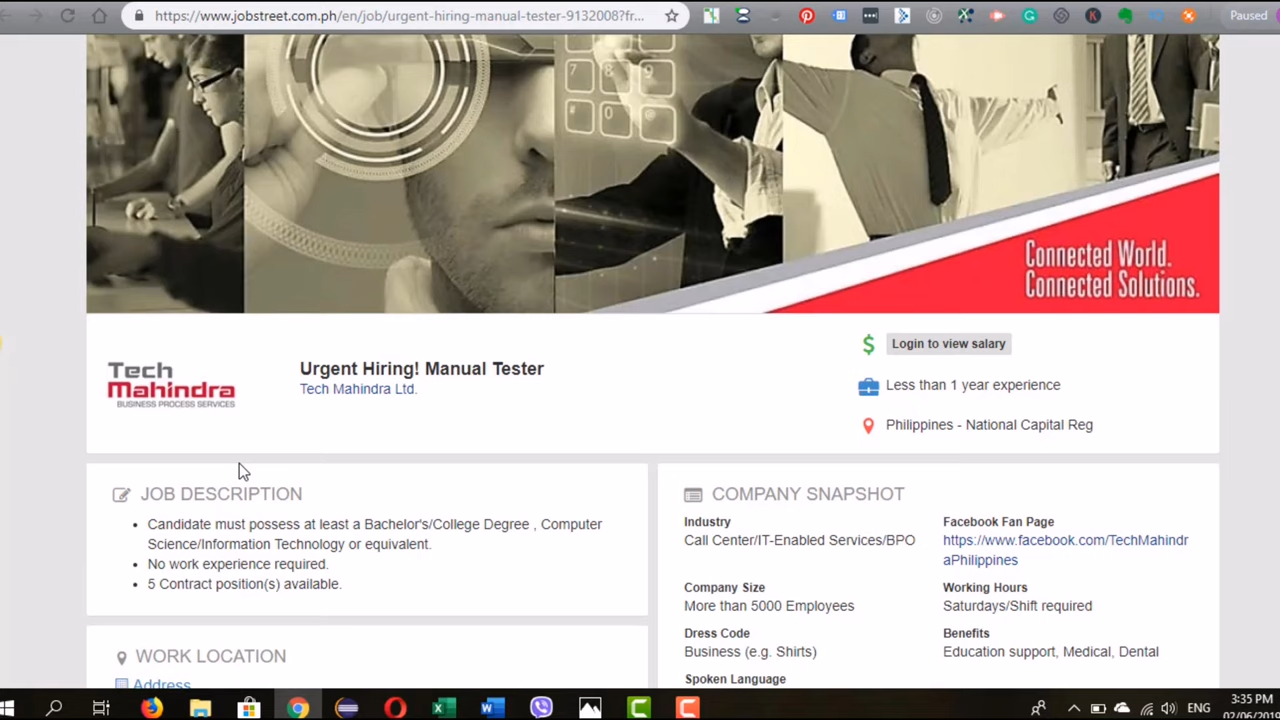 https://www.jobstreet.com.ph/en/job/urgent-hiring-manual-tester-9132008?fr...
Paused
7 8 9
* 0 @
Connected World.
Connected Solutions.
Tech
Mahindra
BUSINESS PROCESS SERVICES
Urgent Hiring! Manual Tester
Tech Mahindra Ltd.
Login to view salary
Less than 1 year experience
Philippines - National Capital Reg
JOB DESCRIPTION
Candidate must possess at least a Bachelor's/College Degree , Computer
Science/Information Technology or equivalent.
No work experience required.
5 Contract position(s) available.
WORK LOCATION
Address
COMPANY SNAPSHOT
Industry
Call Center/IT-Enabled Services/BPO
Facebook Fan Page
https://www.facebook.com/TechMahindr
aPhilippines
Company Size
More than 5000 Employees
Working Hours
Saturdays/Shift required
Dress Code
Business (e.g. Shirts)
Benefits
Education support, Medical, Dental
Spoken Language
ENG
3:35 PM